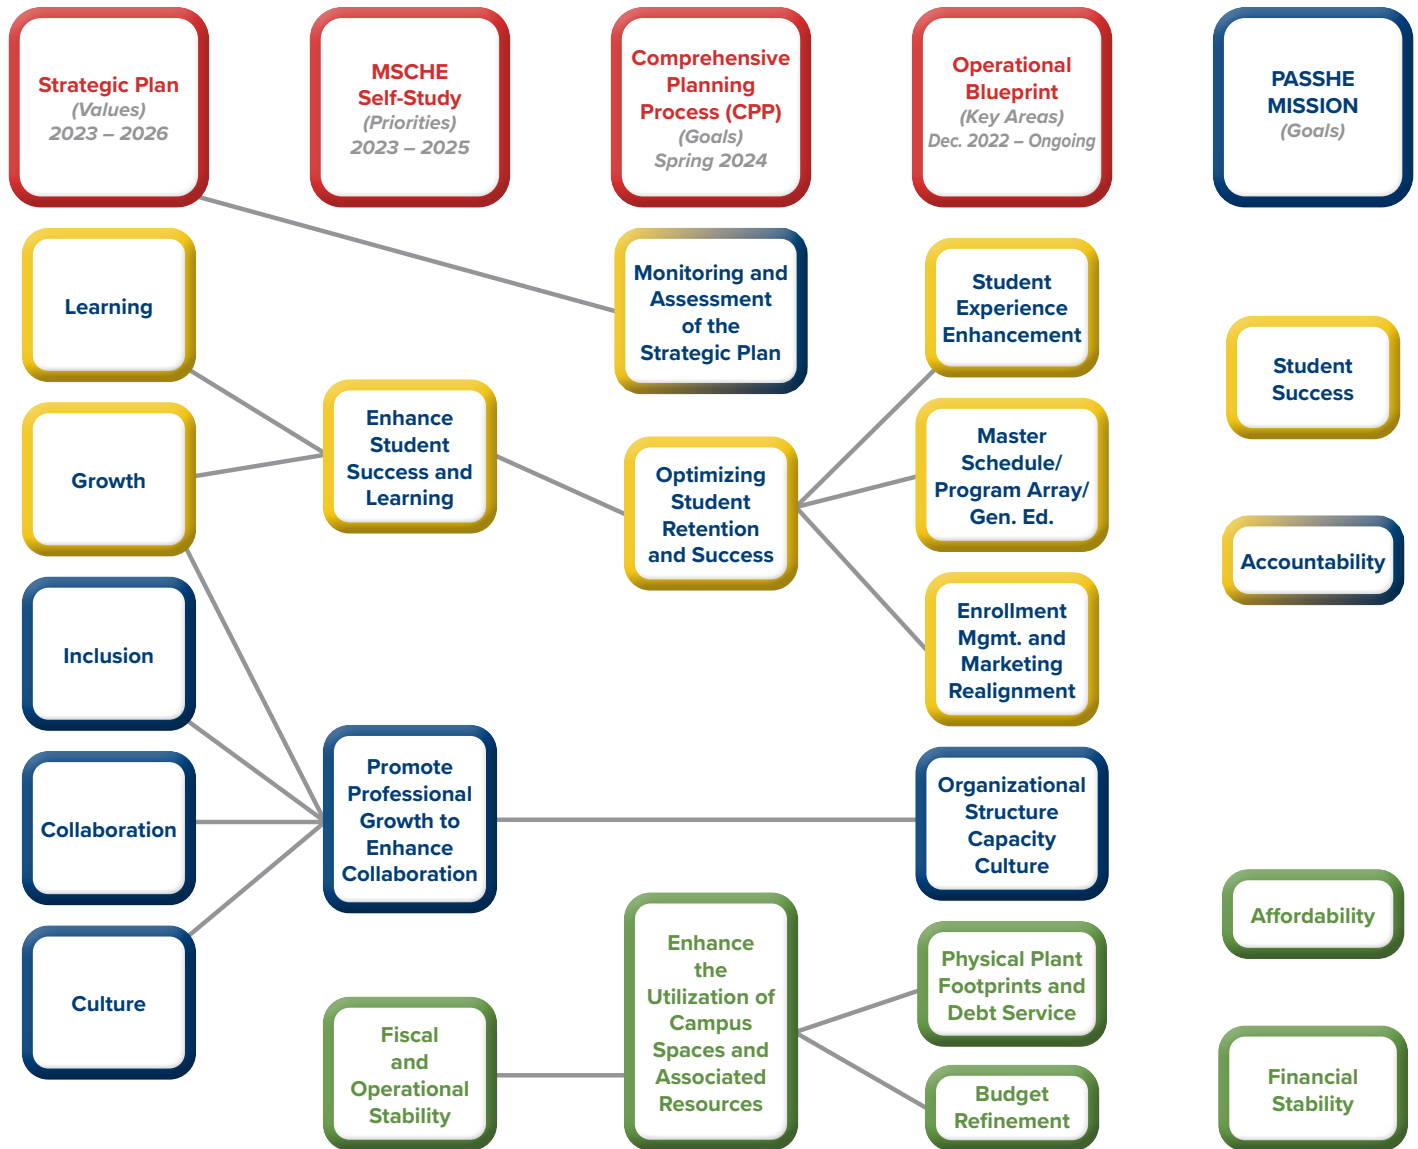 Strategic Plan
(Values)
2023 – 2026
MSCHE
Self-Study
(Priorities)
2023 – 2025
Comprehensive
Planning
Process (CPP)
(Goals)
Spring 2024
Operational
Blueprint
(Key Areas)
Dec. 2022 – Ongoing
PASSHE
MISSION
(Goals)
Learning
Growth
Inclusion
Collaboration
Culture
Enhance
Student
Success and
Learning
Promote
Professional
Growth to
Enhance
Collaboration
Fiscal
and
Operational
Stability
Monitoring and
Assessment
of the
Strategic Plan
Optimizing
Student
Retention
and Success
Enhance
the
Utilization of
Campus
Spaces and
Associated
Resources
Student
Experience
Enhancement
Master
Schedule/
Program Array/
Gen. Ed.
Enrollment
Mgmt. and
Marketing
Realignment
Organizational
Structure
Capacity
Culture
Physical Plant
Footprints and
Debt Service
Budget
Refinement
Student
Success
Accountability
Affordability
Financial
Stability